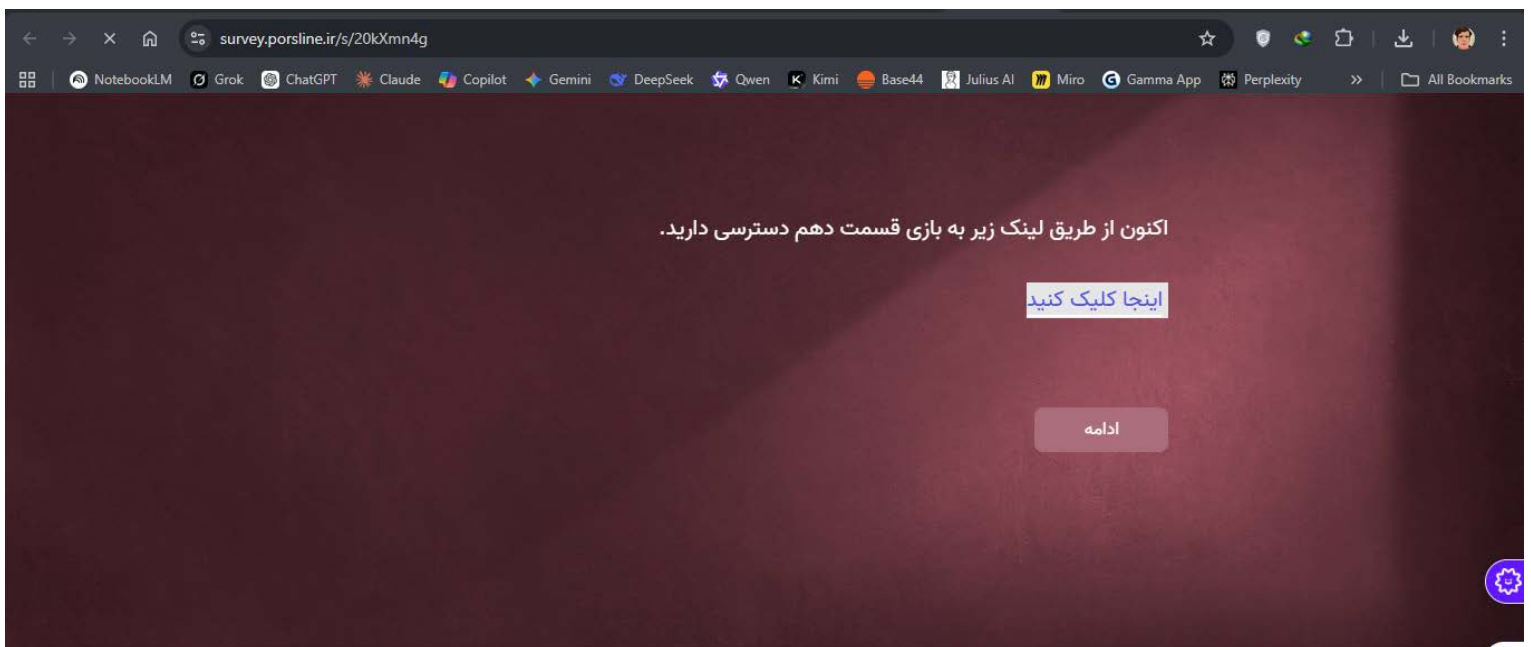 survey.porsline.ir/s/20kXmn4g
NotebookLM Grok ChatGPT Claude Copilot Gemini DeepSeek Qwen Kimi Base44 Julius AI Miro Gamma App Perplexity » All Bookmarks
اکنون از طریق لینک زیر به بازی قسمت دهم دسترسی دارید.
اینجا کلیک کنید
ادامه